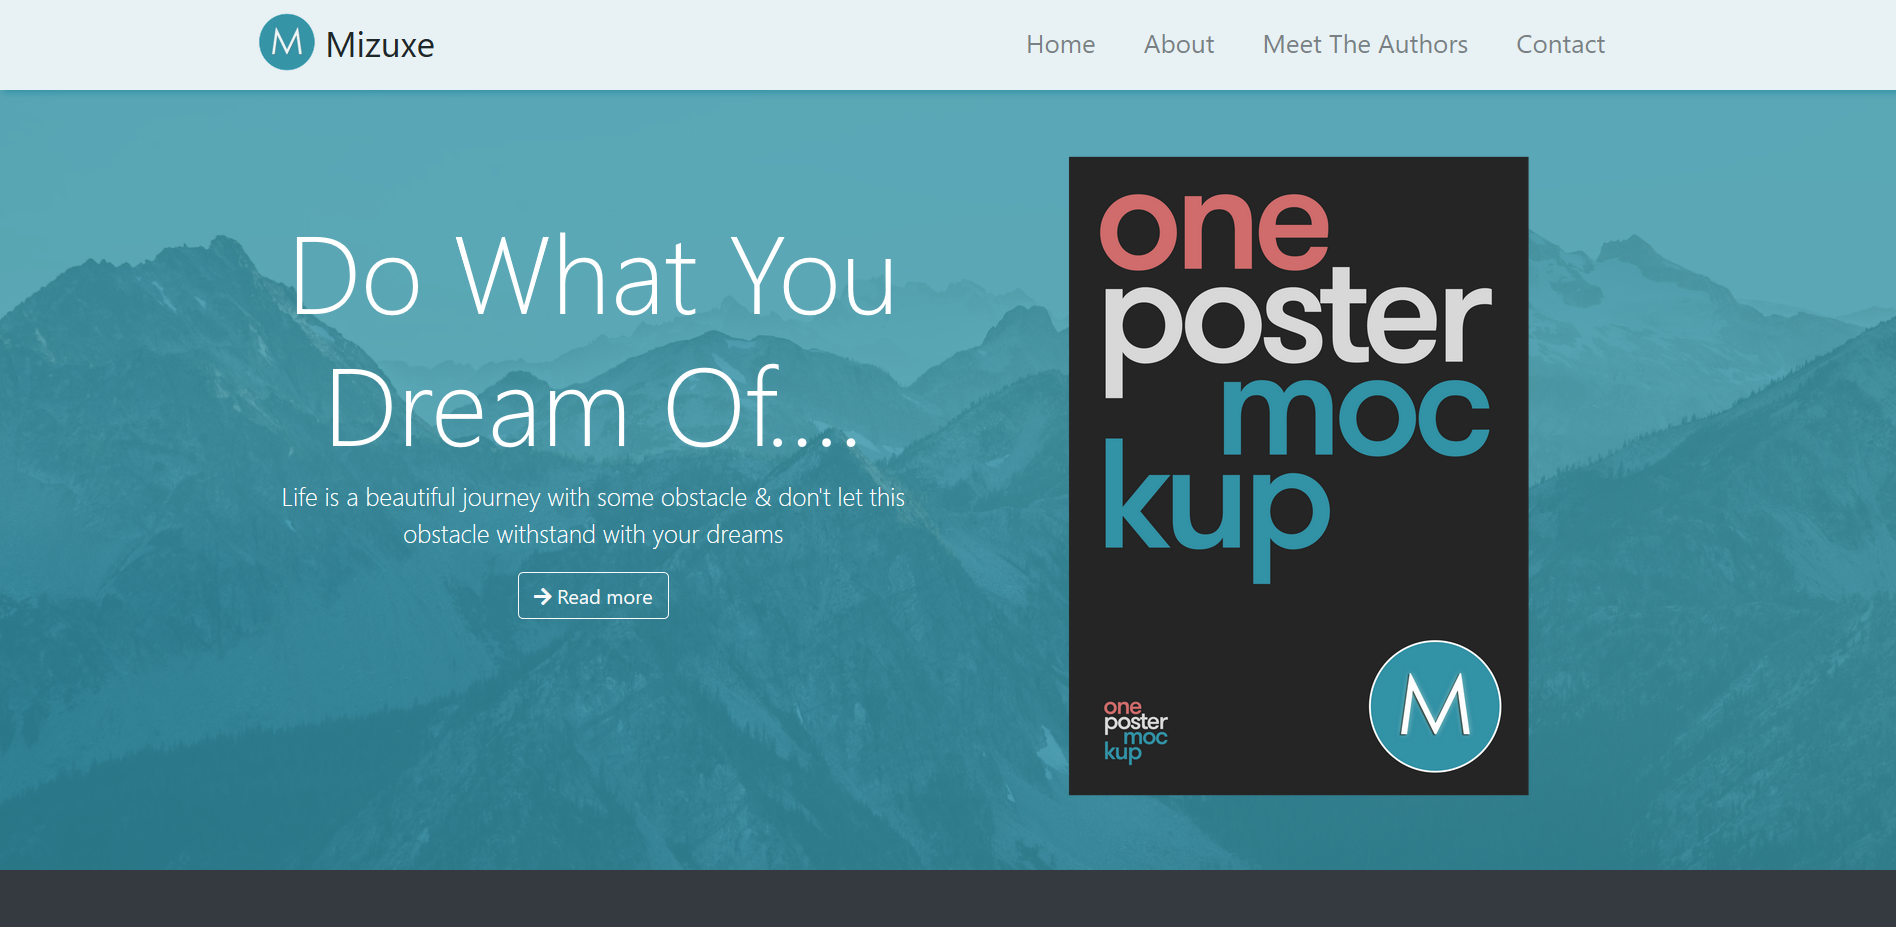 M Mizuxe
Home About Meet The Authors Contact
Do What You
Dream Of....
Life is a beautiful journey with some obstacle & don't let this
obstacle withstand with your dreams
Read more
one
poster
moc
kup
one
poster
moc
kup
M